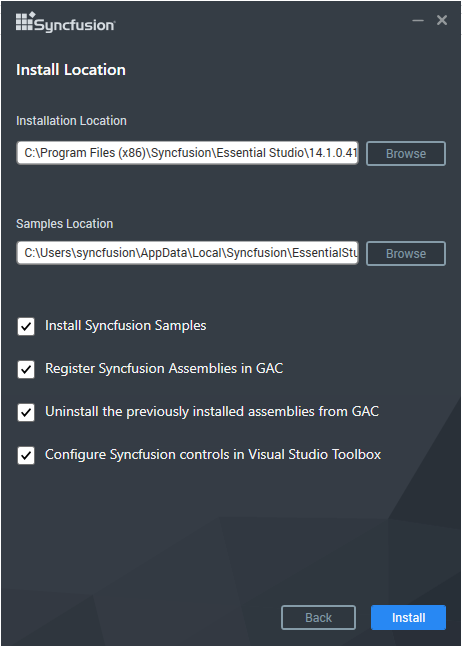 Syncfusion
Install Location
Installation Location
C:\Program Files (x86)\Syncfusion\Essential Studio\14.1.0.41
Browse
Samples Location
C:\Users\syncfusion\AppData\Local\Syncfusion\EssentialStu
Browse
Install Syncfusion Samples
Register Syncfusion Assemblies in GAC
Uninstall the previously installed assemblies from GAC
Configure Syncfusion controls in Visual Studio Toolbox
Back
Install